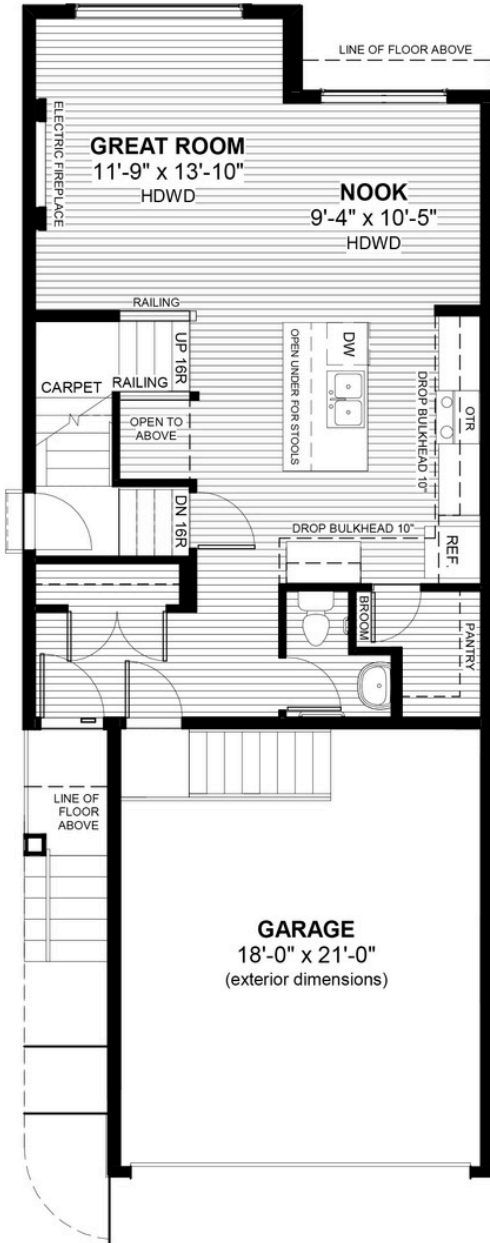 LINE OF FLOOR ABOVE
ELECTRIC FIREPLACE
GREAT ROOM
11'-9" x 13'-10"
HDWD
NOOK
9'-4" x 10'-5"
HDWD
RAILING
UP 16R
CARPET
RAILING
OPEN TO
ABOVE
DN 16R
OPEN UNDER FOR STOOLS
DW
DROP BULKHEAD 10"
OTR
DROP BULKHEAD 10"
REF.
BROOM
PANTRY
LINE OF
FLOOR
ABOVE
GARAGE
18'-0" x 21'-0"
(exterior dimensions)